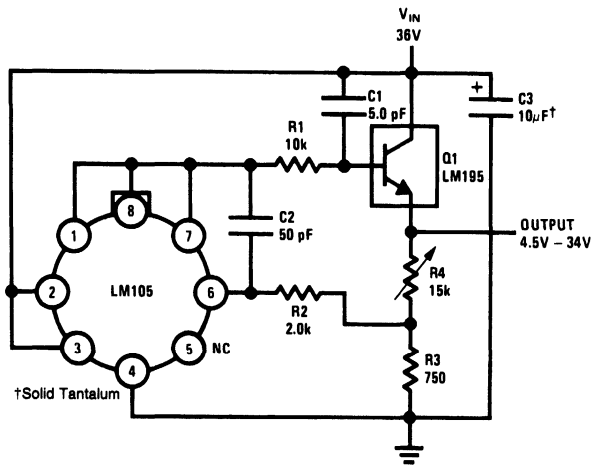 V_IN
36V
C1
5.0 pF
+
C3
10µF†
R1
10k
Q1
LM195
8
1
7
C2
50 pF
OUTPUT
4.5V – 34V
2
LM105
6
R4
15k
R2
2.0k
3
5
NC
4
R3
750
†Solid Tantalum